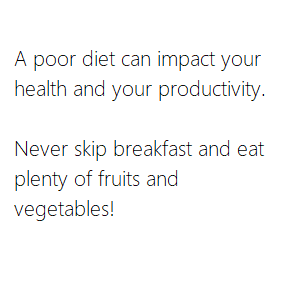 A poor diet can impact your
health and your productivity.
Never skip breakfast and eat
plenty of fruits and
vegetables!